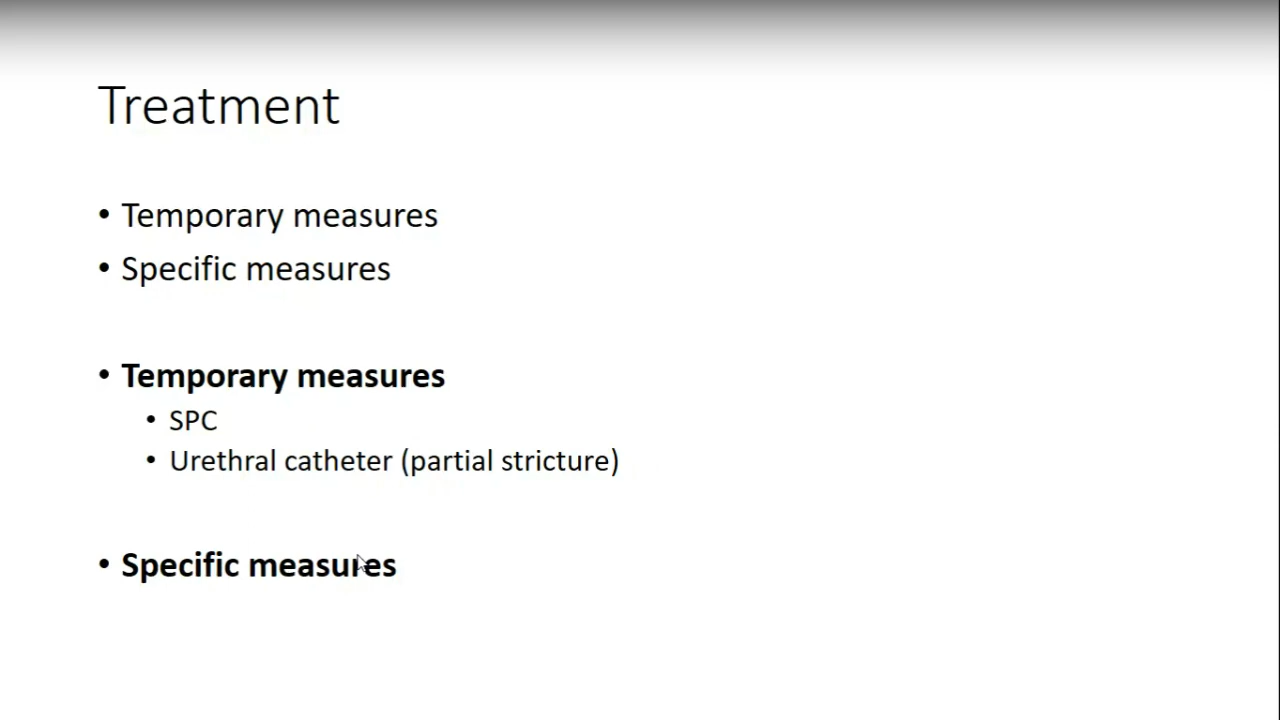 Treatment
• Temporary measures
• Specific measures
• Temporary measures
• SPC
• Urethral catheter (partial stricture)
• Specific measures